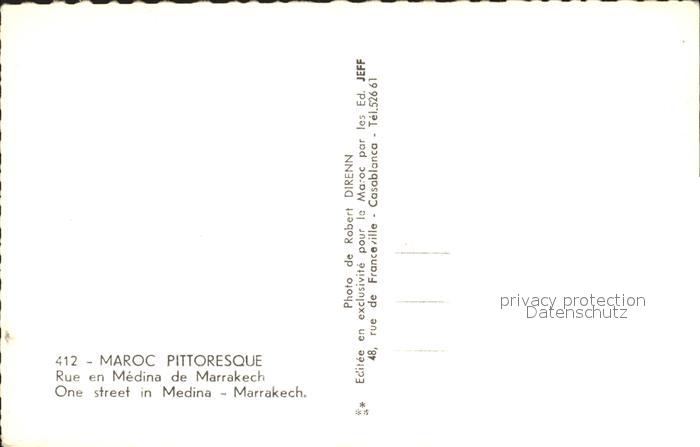 412 - MAROC PITTORESQUE
Rue en Médina de Marrakech
One street in Medina - Marrakech.
Photo de Robert DIRENN
Editée en exclusivité pour le Maroc par les Ed. JEFF
48, rue de Franceville - Casablanca - Tél.526 61
privacy protection
Datenschutz